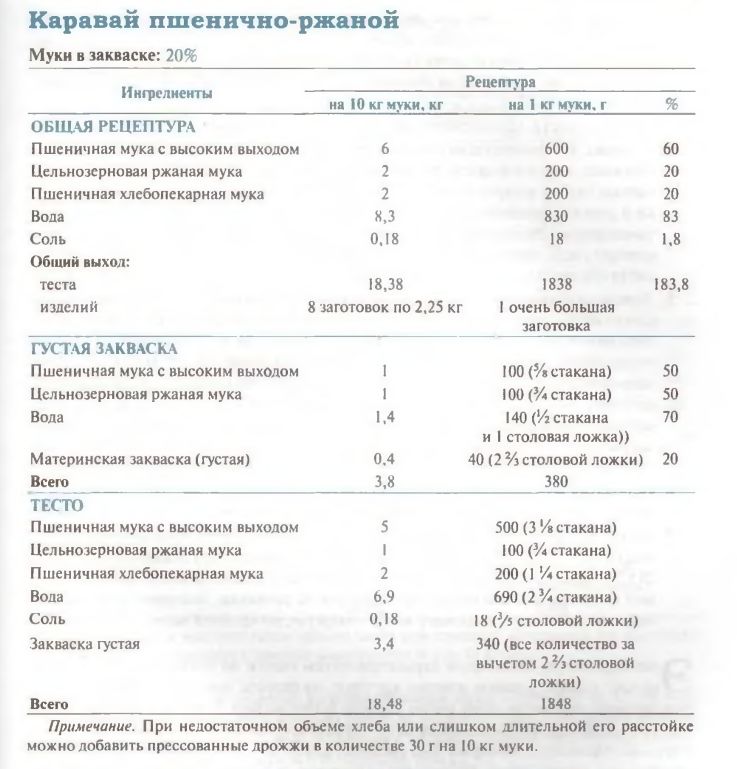 Каравай пшенично-ржаной
Муки в закваске: 20%
Ингредиенты Рецептура
на 10 кг муки, кг на 1 кг муки, г %
ОБЩАЯ РЕЦЕПТУРА
Пшеничная мука с высоким выходом 6 600 60
Цельнозерновая ржаная мука 2 200 20
Пшеничная хлебопекарная мука 2 200 20
Вода 8,3 830 83
Соль 0,18 18 1,8
Общий выход:
теста 18,38 1838 183,8
изделий 8 заготовок по 2,25 кг 1 очень большая
заготовка
ГУСТАЯ ЗАКВАСКА
Пшеничная мука с высоким выходом 1 100 (⅝ стакана) 50
Цельнозерновая ржаная мука 1 100 (¾ стакана) 50
Вода 1,4 140 (½ стакана 70
и 1 столовая ложка))
Материнская закваска (густая) 0,4 40 (2 ⅔ столовой ложки) 20
Всего 3,8 380
ТЕСТО
Пшеничная мука с высоким выходом 5 500 (3 ⅛ стакана)
Цельнозерновая ржаная мука 1 100 (¾ стакана)
Пшеничная хлебопекарная мука 2 200 (1 ¼ стакана)
Вода 6,9 690 (2 ¾ стакана)
Соль 0,18 18 (⅗ столовой ложки)
Закваска густая 3,4 340 (все количество за
вычетом 2 ⅔ столовой
ложки)
Всего 18,48 1848
Примечание. При недостаточном объеме хлеба или слишком длительной его расстойке
можно добавить прессованные дрожжи в количестве 30 г на 10 кг муки.